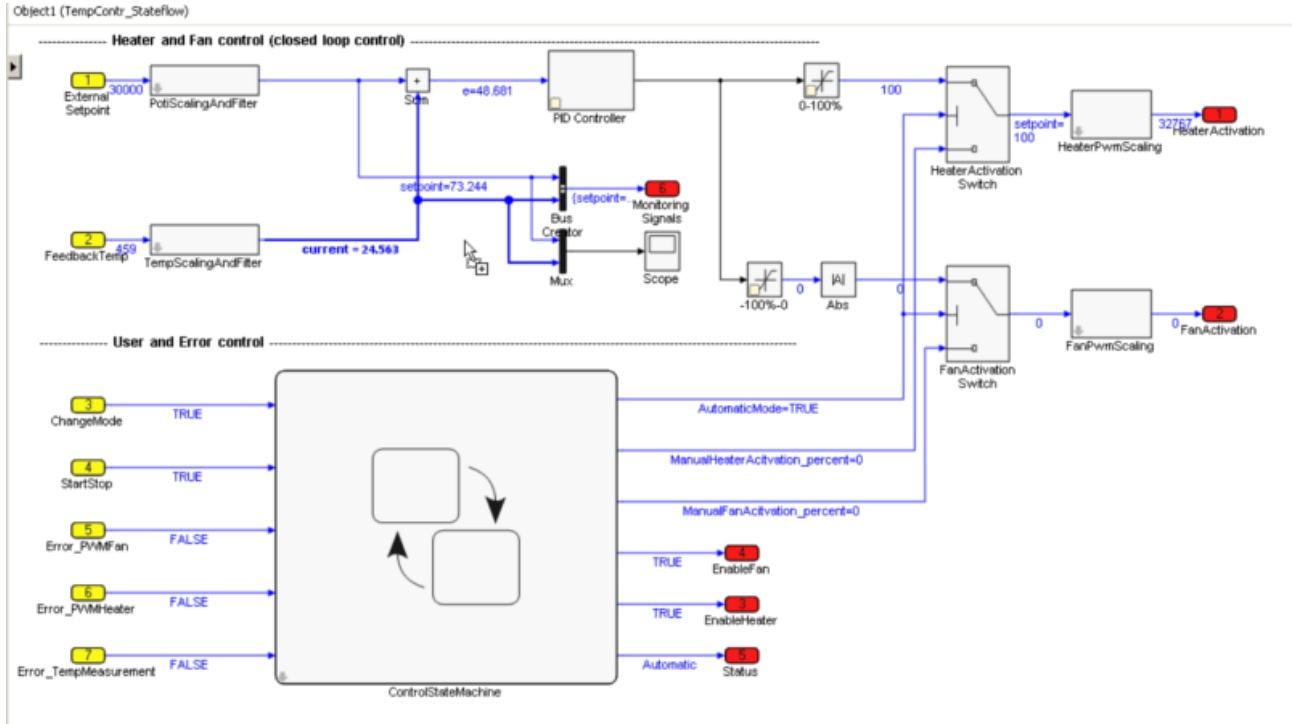 Object1 (TempContr_Stateflow)
Heater and Fan control (closed loop control)
1
External
Setpoint
30000
PotiScalingAndFilter
Sum
e=48.681
PID Controller
0-100%
100
HeaterActivation
Switch
setpoint=
100
HeaterPwmScaling
32767
1
HeaterActivation
setpoint=73.244
Bus
Creator
{setpoint=...
6
Monitoring
Signals
2
FeedbackTemp
459
TempScalingAndFilter
current = 24.563
Mux
Scope
-100%-0
0
|A|
Abs
0
FanActivation
Switch
0
FanPwmScaling
0
2
FanActivation
User and Error control
3
ChangeMode
TRUE
4
StartStop
TRUE
5
Error_PWMFan
FALSE
6
Error_PWMHeater
FALSE
7
Error_TempMeasurement
FALSE
ControlStateMachine
AutomaticMode=TRUE
ManualHeaterAcitvation_percent=0
ManualFanAcitvation_percent=0
TRUE
4
EnableFan
TRUE
3
EnableHeater
Automatic
5
Status